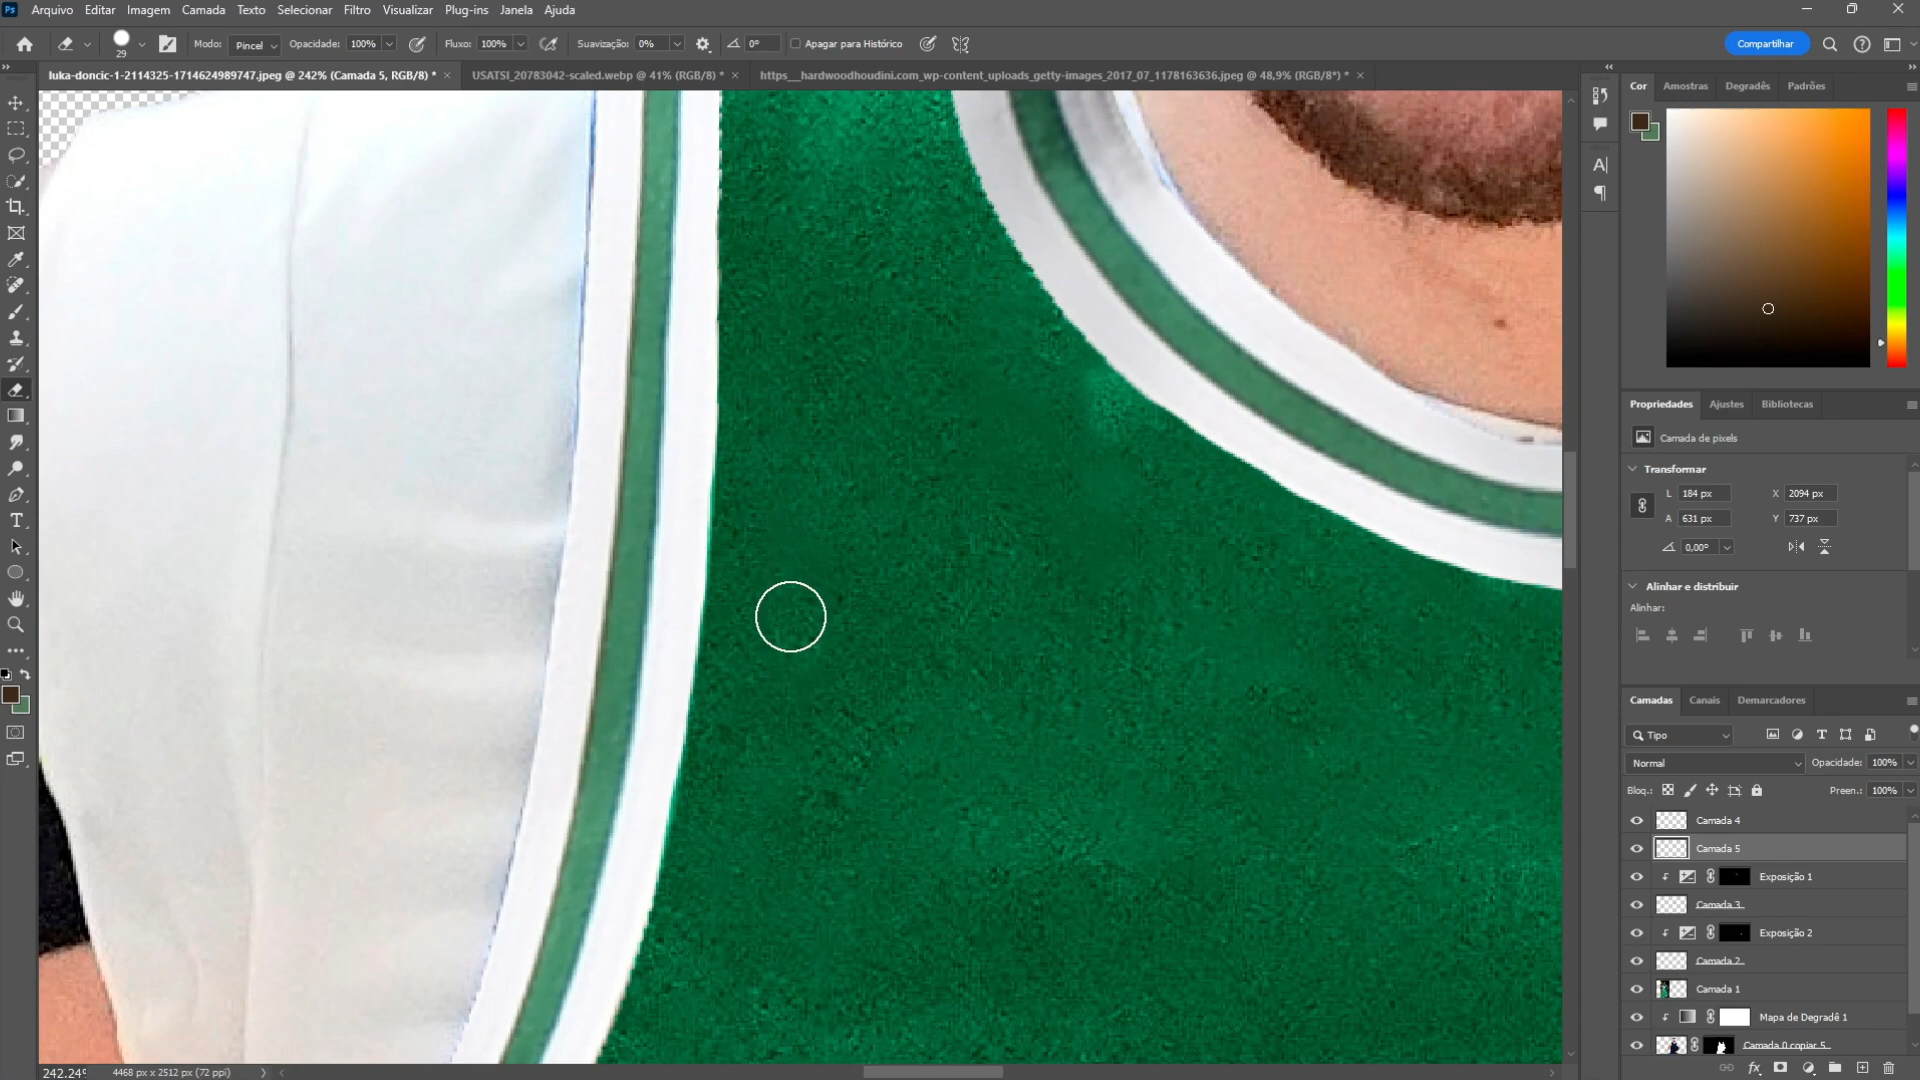 Ps Arquivo Editar Imagem Camada Texto Selecionar Filtro Visualizar Plug-ins Janela Ajuda
29 Modo: Pincel Opacidade: 100% Fluxo: 100% Suavização: 0% 0° Apagar para Histórico Compartilhar
luka-doncic-1-2114325-1714624989747.jpeg @ 242% (Camada 5, RGB/8) * USATSI_20783042-scaled.webp @ 41% (RGB/8) * https__hardwoodhoudini.com_wp-content_uploads_getty-images_2017_07_1178163636.jpeg @ 48,9% (RGB/8*) *
Cor Amostras Degradês Padrões
Propriedades Ajustes Bibliotecas
Camada de pixels
Transformar
L 184 px X 2094 px
A 631 px Y 737 px
0,00°
Alinhar e distribuir
Alinhar:
Camadas Canais Demarcadores
Tipo
Normal Opacidade: 100%
Bloq.: Preen.: 100%
Camada 4
Camada 5
Exposição 1
Camada 3
Exposição 2
Camada 2
Camada 1
Mapa de Degradê 1
Camada 0 copiar 5
fx
242.24% 4468 px x 2512 px (72 ppi)